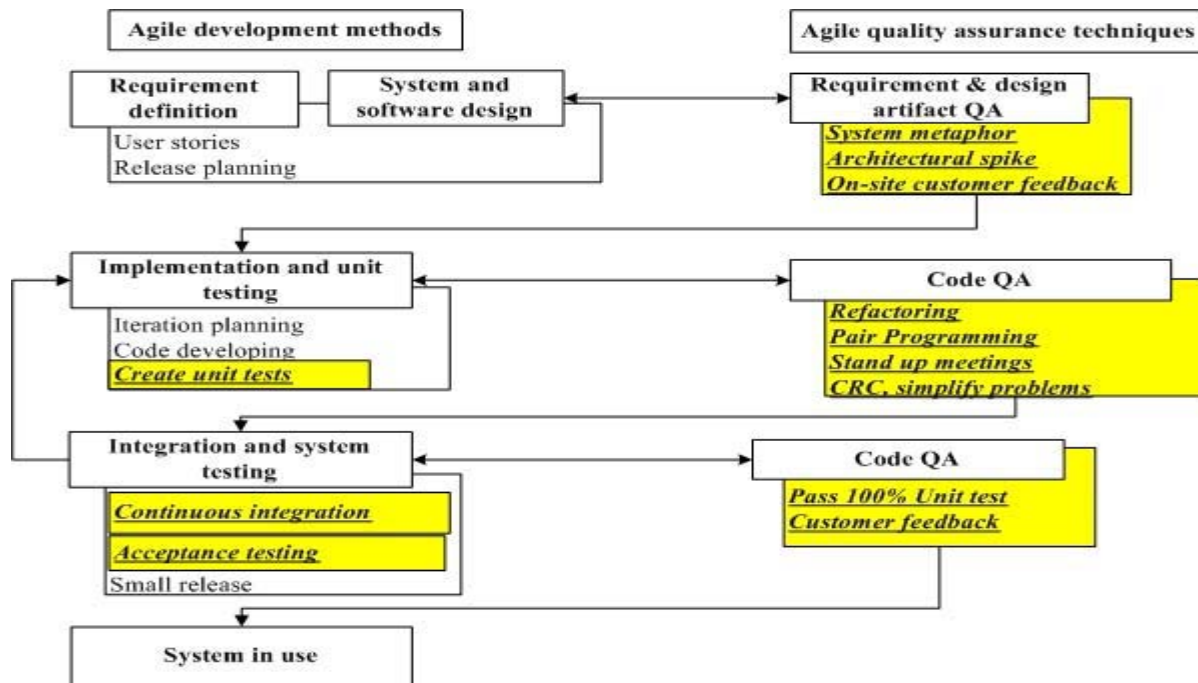 Agile development methods
Agile quality assurance techniques
Requirement
definition
System and
software design
Requirement & design
artifact QA
User stories
Release planning
System metaphor
Architectural spike
On-site customer feedback
Implementation and unit
testing
Code QA
Iteration planning
Code developing
Create unit tests
Refactoring
Pair Programming
Stand up meetings
CRC, simplify problems
Integration and system
testing
Code QA
Continuous integration
Acceptance testing
Small release
Pass 100% Unit test
Customer feedback
System in use